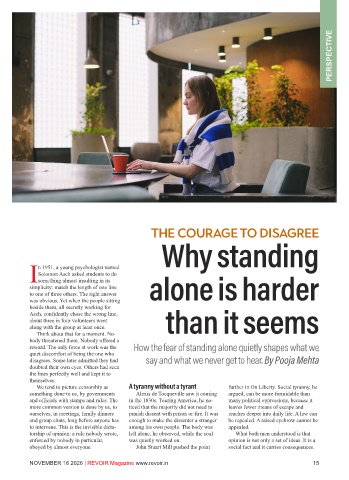 PERSPECTIVE
THE COURAGE TO DISAGREE
Why standing
alone is harder
than it seems
How the fear of standing alone quietly shapes what we
say and what we never get to hear. By Pooja Mehta
In 1951, a young psychologist named
Solomon Asch asked students to do
something almost insulting in its
simplicity: match the length of one line
to one of three others. The right answer
was obvious. Yet when the people sitting
beside them, all secretly working for
Asch, confidently chose the wrong line,
about three in four volunteers went
along with the group at least once.
Think about that for a moment. No-
body threatened them. Nobody offered a
reward. The only force at work was the
quiet discomfort of being the one who
disagrees. Some later admitted they had
doubted their own eyes. Others had seen
the lines perfectly well and kept it to
themselves.
We tend to picture censorship as
something done to us, by governments
and officials with stamps and rules. The
more common version is done by us, to
ourselves, in meetings, family dinners
and group chats, long before anyone has
to intervene. This is the invisible dicta-
torship of opinion: a rule nobody wrote,
enforced by nobody in particular,
obeyed by almost everyone.
A tyranny without a tyrant
Alexis de Tocqueville saw it coming
in the 1830s. Touring America, he no-
ticed that the majority did not need to
punish dissent with prison or fire. It was
enough to make the dissenter a stranger
among his own people. The body was
left alone, he observed, while the soul
was quietly worked on.
John Stuart Mill pushed the point
further in On Liberty. Social tyranny, he
argued, can be more formidable than
many political oppressions, because it
leaves fewer means of escape and
reaches deeper into daily life. A law can
be repealed. A raised eyebrow cannot be
appealed.
What both men understood is that
opinion is not only a set of ideas. It is a
social fact and it carries consequences.
NOVEMBER 16 2026 | REVOIR Magazine www.revoir.in
15